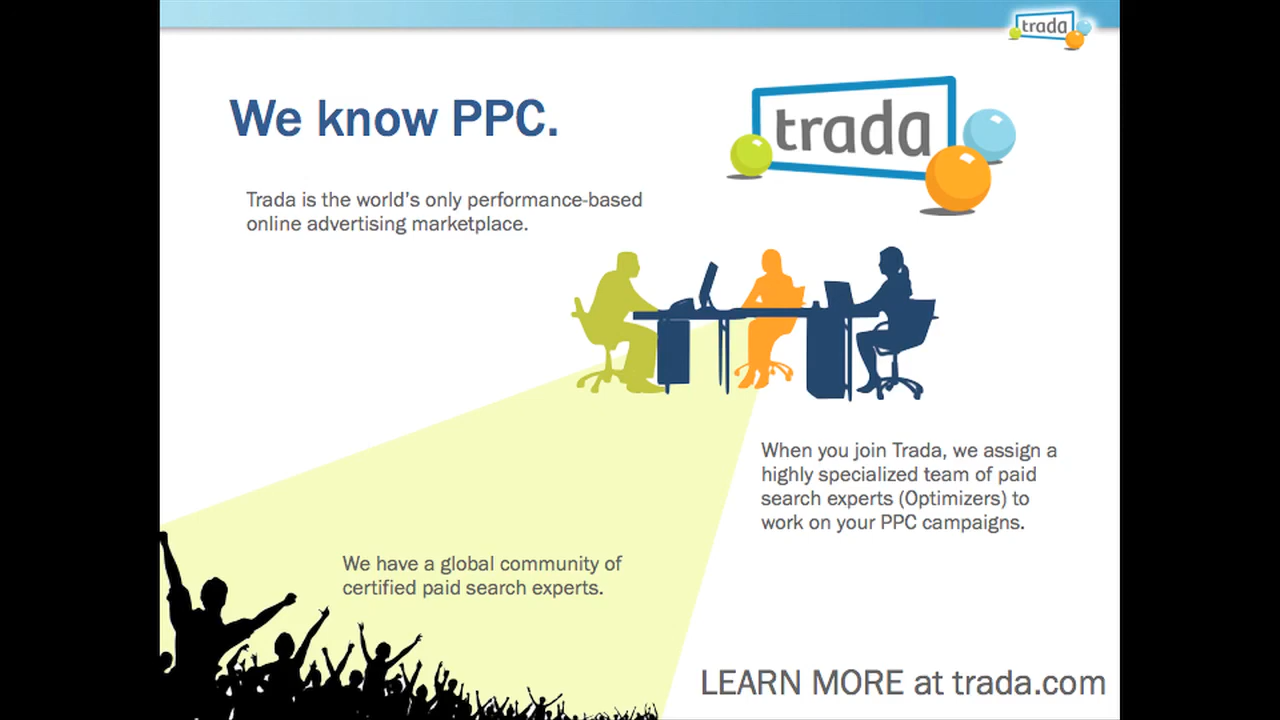 trada
We know PPC.
trada
Trada is the world's only performance-based
online advertising marketplace.
When you join Trada, we assign a
highly specialized team of paid
search experts (Optimizers) to
work on your PPC campaigns.
We have a global community of
certified paid search experts.
LEARN MORE at trada.com